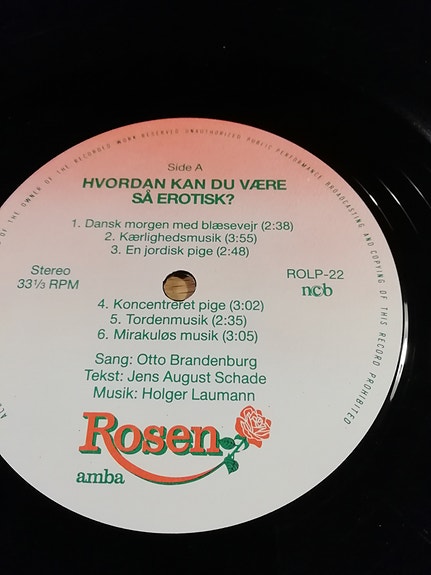 OF THE OWNER OF THE RECORDED WORK RESERVED UNAUTHORIZED PUBLIC PERFORMANCE BROADCASTING AND COPYING OF THIS RECORD PROHIBITED
Side A
HVORDAN KAN DU VÆRE
SÅ EROTISK?
1. Dansk morgen med blæsevejr (2:38)
2. Kærlighedsmusik (3:55)
3. En jordisk pige (2:48)
Stereo
33 1/3 RPM
ROLP-22
ncb
4. Koncentreret pige (3:02)
5. Tordenmusik (2:35)
6. Mirakuløs musik (3:05)
Sang: Otto Brandenburg
Tekst: Jens August Schade
Musik: Holger Laumann
Rosen
amba